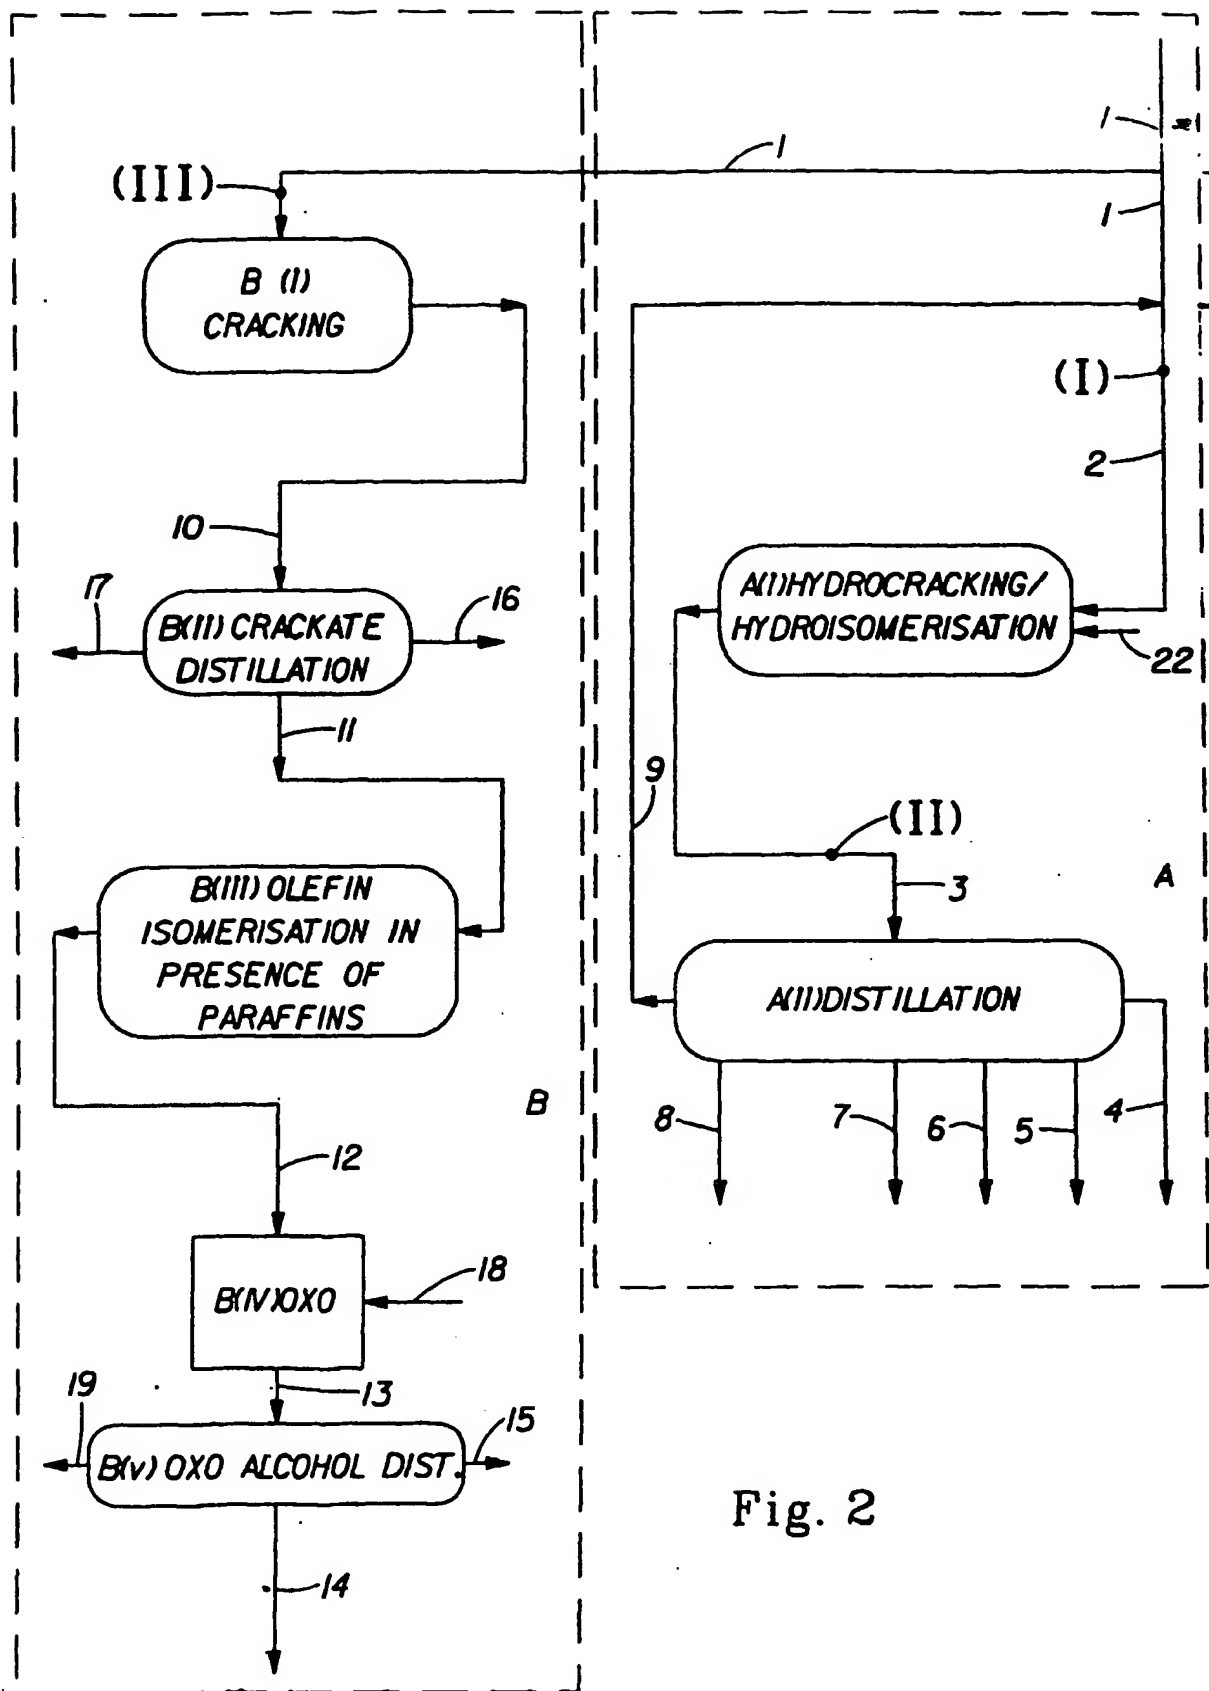 1
1
(III)
1
B (I)
CRACKING
(I)
2
10
A(I)HYDROCRACKING/
HYDROISOMERISATION
17
16
B(II)CRACKATE
DISTILLATION
22
11
9
(II)
B(III)OLEFIN
ISOMERISATION IN
PRESENCE OF
PARAFFINS
3
A
A(II)DISTILLATION
B
8
7
6
5
4
12
18
B(IV)OXO
13
19
15
B(V)OXO ALCOHOL DIST.
Fig. 2
14